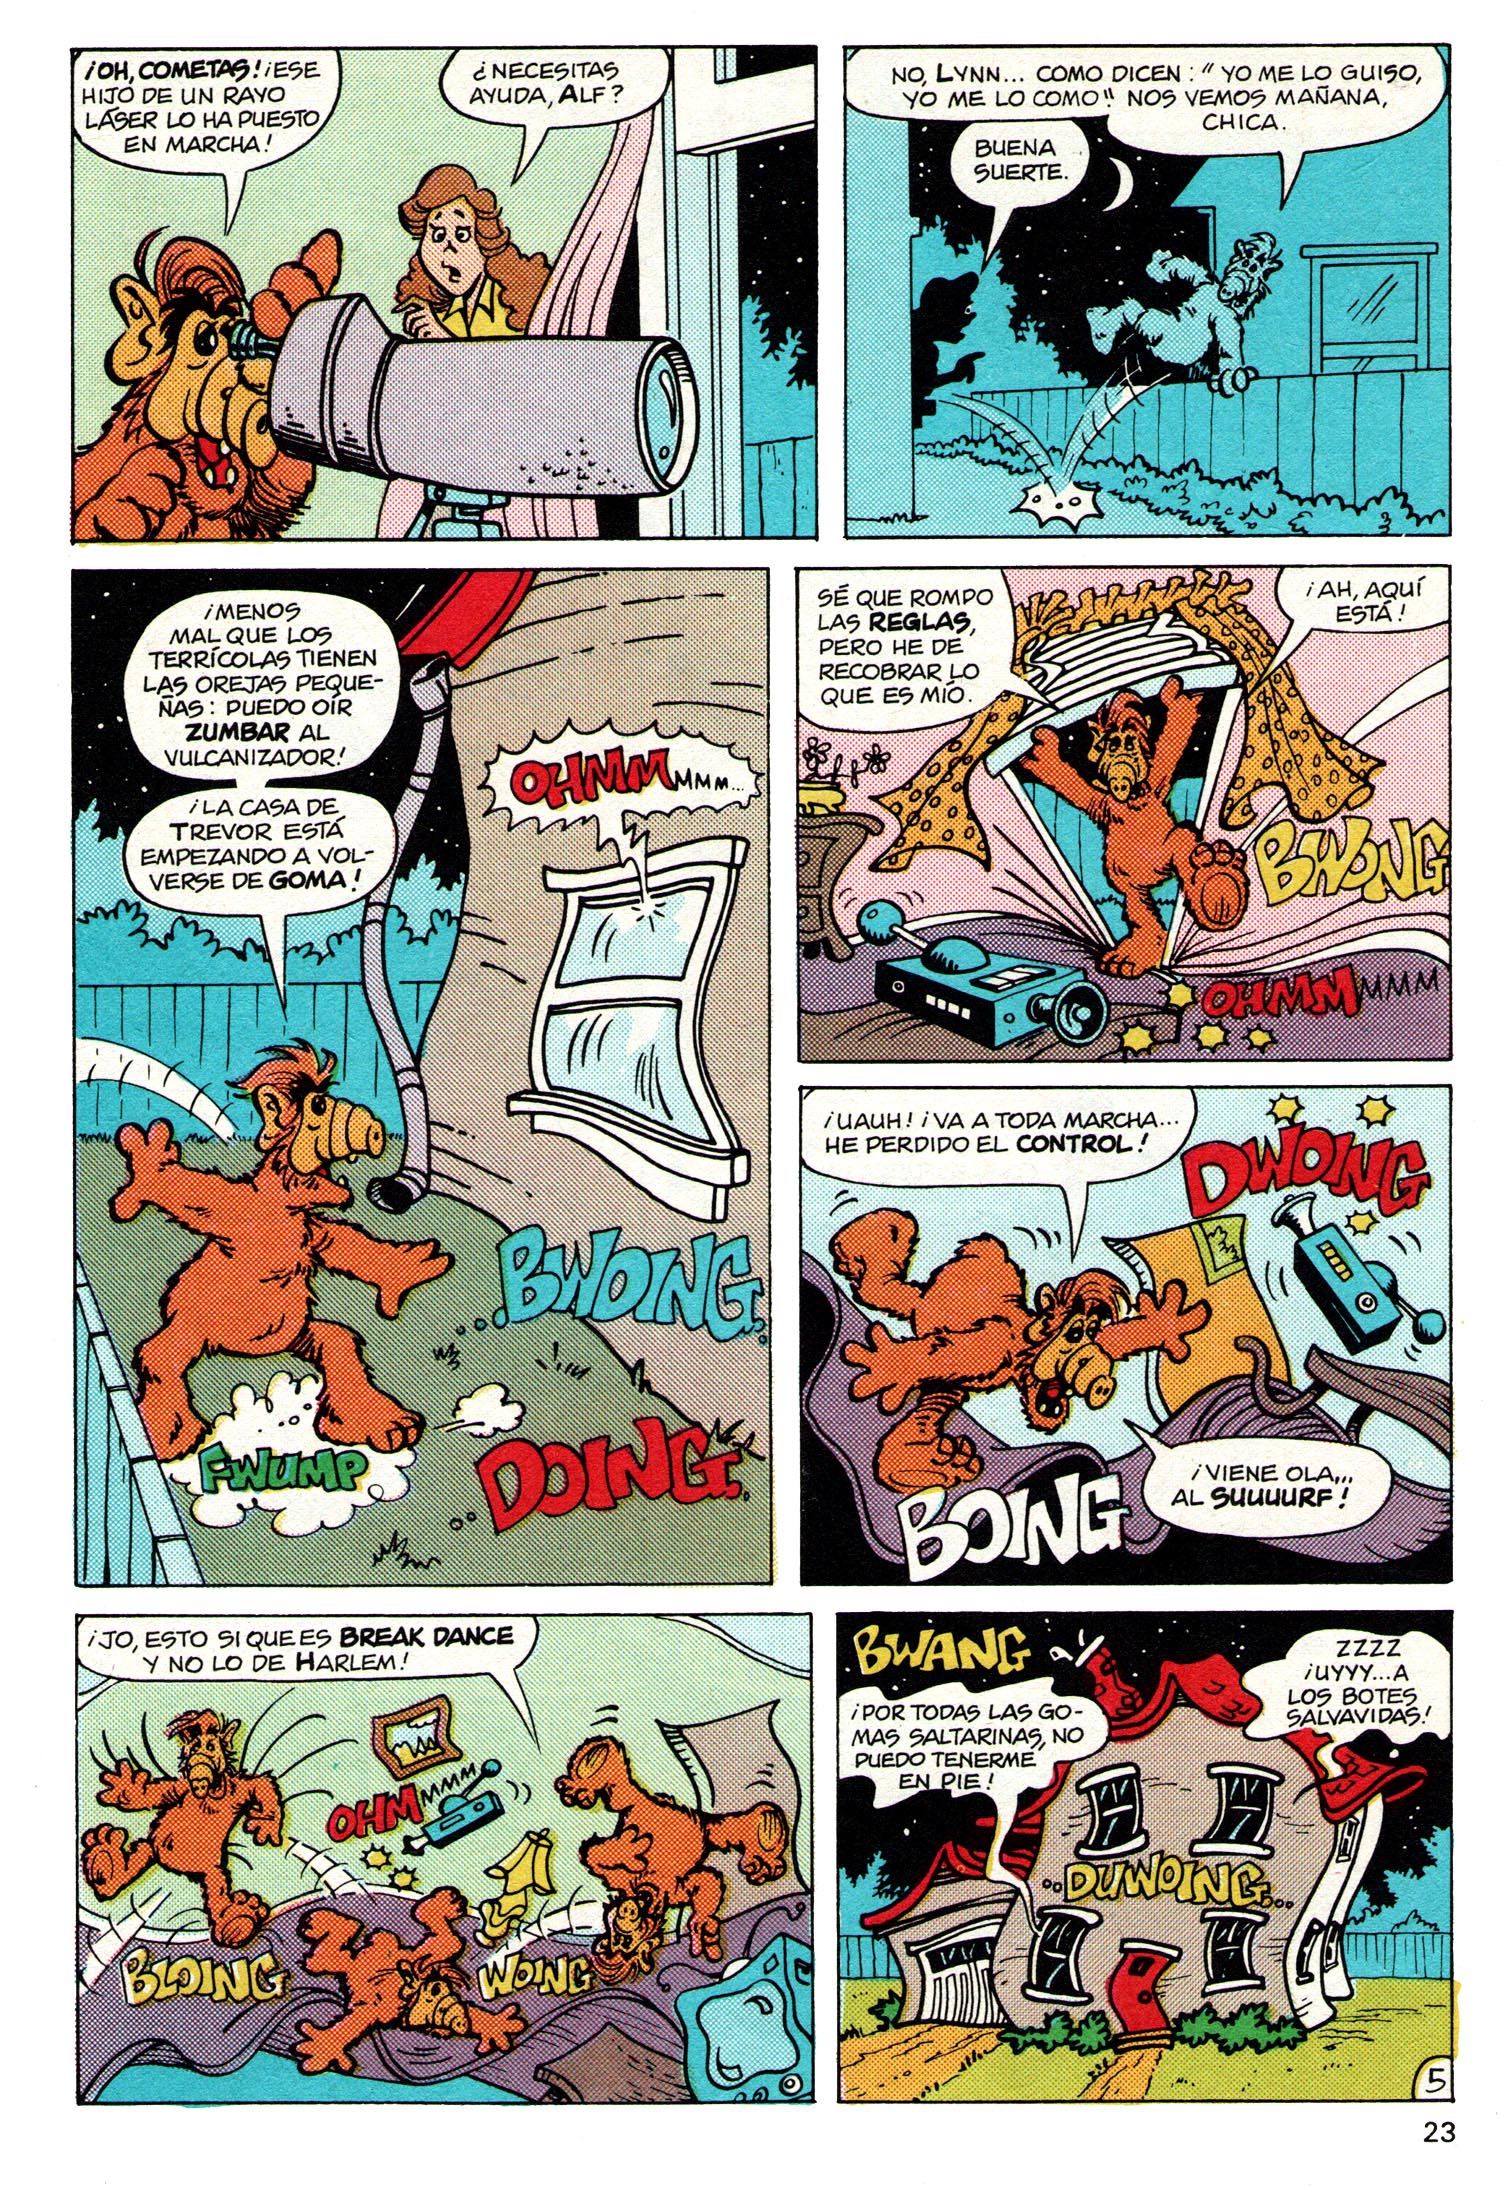 ¡OH, COMETAS! ¡ESE
HIJO DE UN RAYO
LÁSER LO HA PUESTO
EN MARCHA!
¿NECESITAS
AYUDA, ALF?
NO, LYNN... COMO DICEN: "YO ME LO GUISO,
YO ME LO COMO". NOS VEMOS MAÑANA,
CHICA.
BUENA
SUERTE.
¡MENOS
MAL QUE LOS
TERRÍCOLAS TIENEN
LAS OREJAS PEQUE-
ÑAS: PUEDO OÍR
ZUMBAR AL
VULCANIZADOR!
¡LA CASA DE
TREVOR ESTÁ
EMPEZANDO A VOL-
VERSE DE GOMA!
OHMMMMMM...
...BWOING...
FWUMP
...DOING...
SÉ QUE ROMPO
LAS REGLAS,
PERO HE DE
RECOBRAR LO
QUE ES MÍO.
¡AH, AQUÍ
ESTÁ!
BWONG
OHMMMMMM
¡UAUH! ¡VA A TODA MARCHA...
HE PERDIDO EL CONTROL!
DWOING
¡VIENE OLA...
AL SUUUURF!
BOING
¡JO, ESTO SI QUE ES BREAK DANCE
Y NO LO DE HARLEM!
OHMMMMM
BLOING
WOING
BWANG
¡POR TODAS LAS GO-
MAS SALTARINAS, NO
PUEDO TENERME
EN PIE!
ZZZZ
¡UYYY...A
LOS BOTES
SALVAVIDAS!
..DUWOING...
5
23